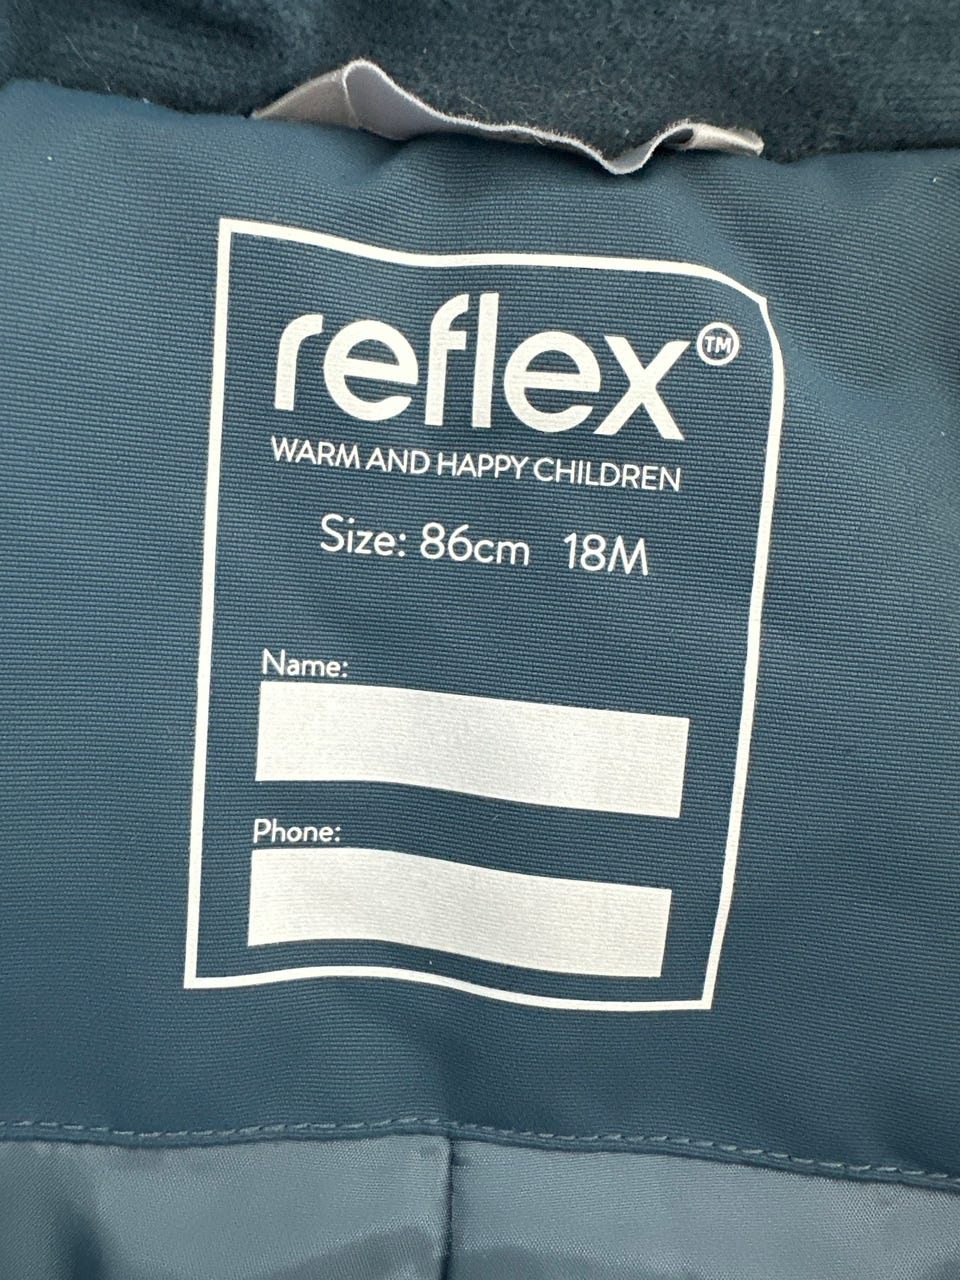 reflex™
WARM AND HAPPY CHILDREN
Size: 86cm 18M
Name:
Phone: